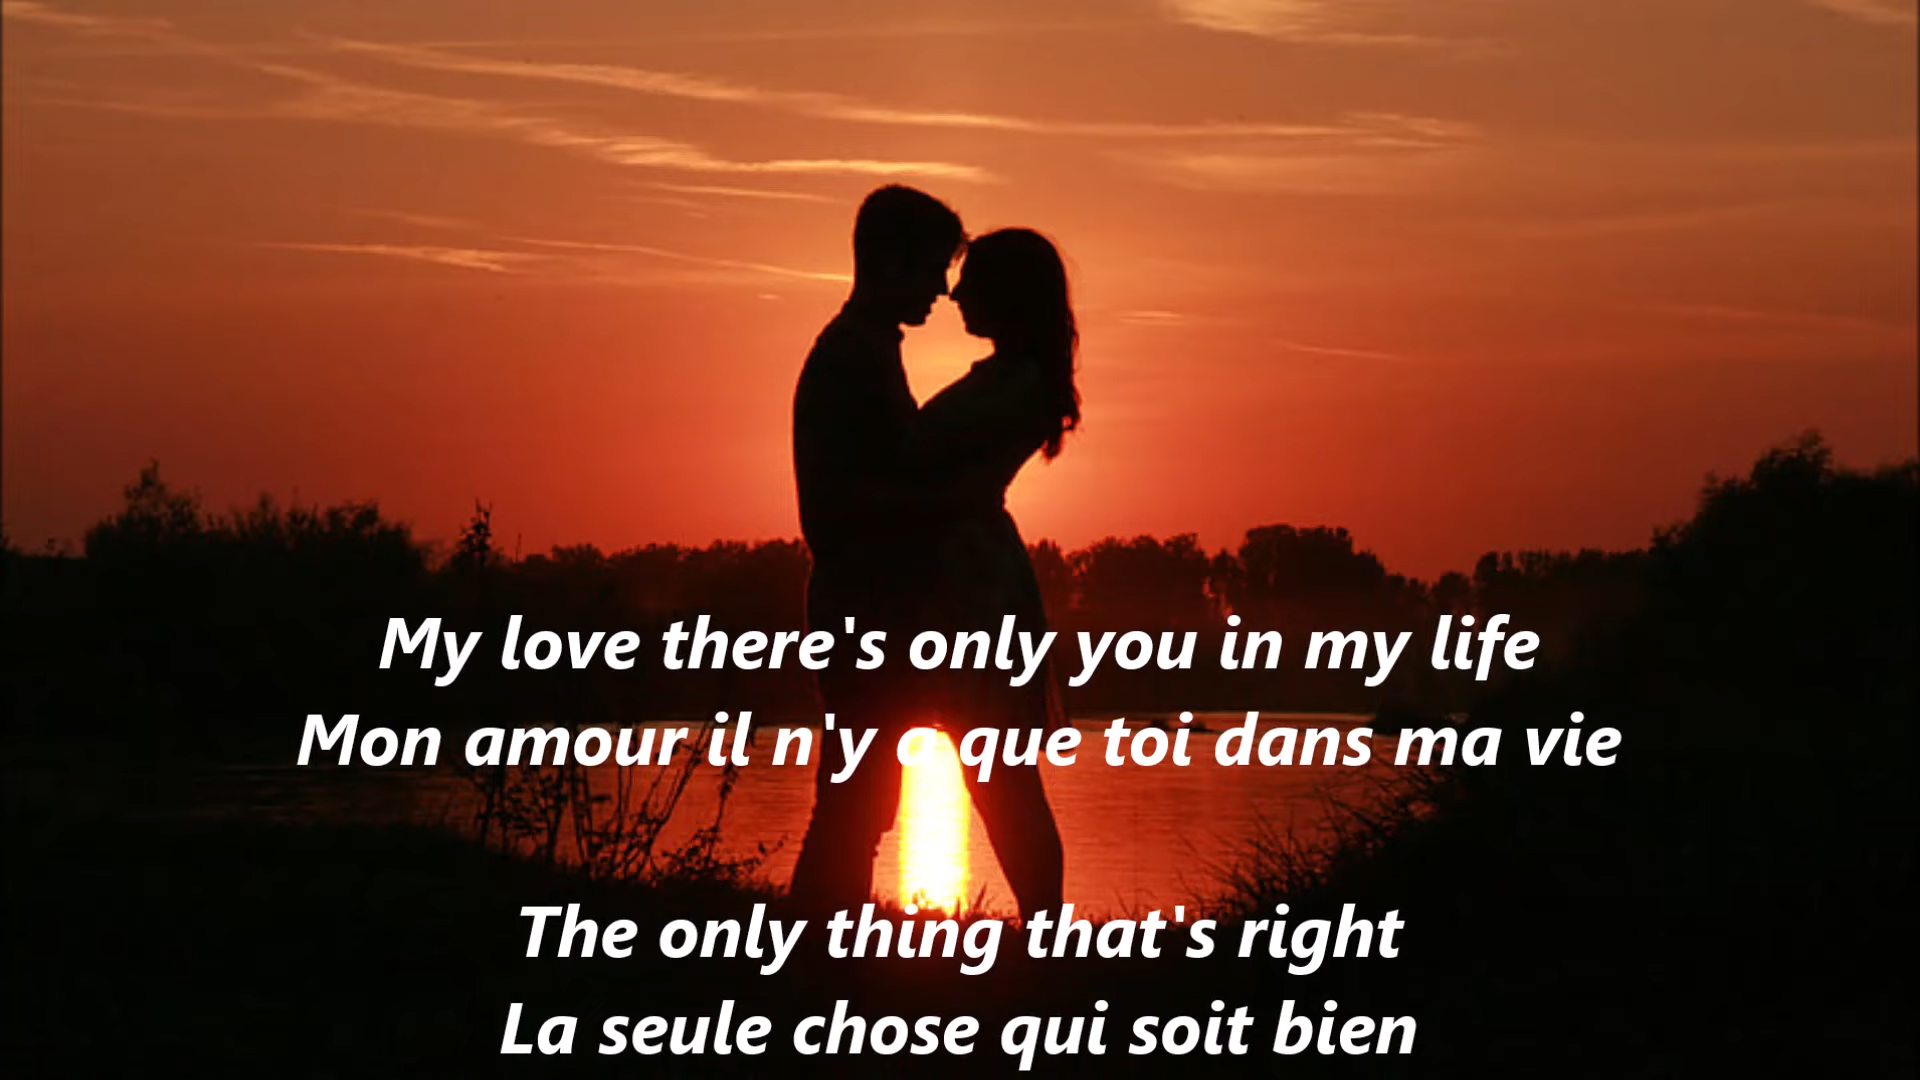 My love there's only you in my life
Mon amour il n'y a que toi dans ma vie
The only thing that's right
La seule chose qui soit bien